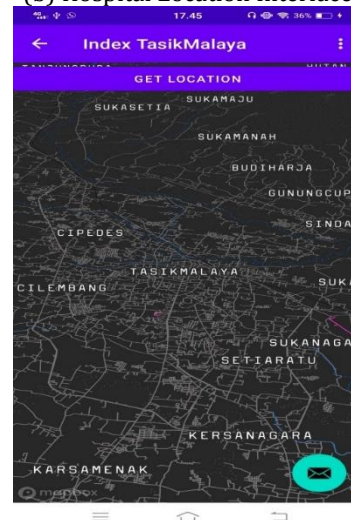 (S) Hospital Location Interface
17.45
36%
Index TasikMalaya
GET LOCATION
SUKAMAJU
SUKASETIA
SUKAMANAH
BUDIHARJA
GUNUNGCUP
SINDA
CIPEDES
TASIKMALAYA
SUK
CILEMBANG
SUKANAGA
SETIARATU
KERSANAGARA
KARSAMENAK
mapbox